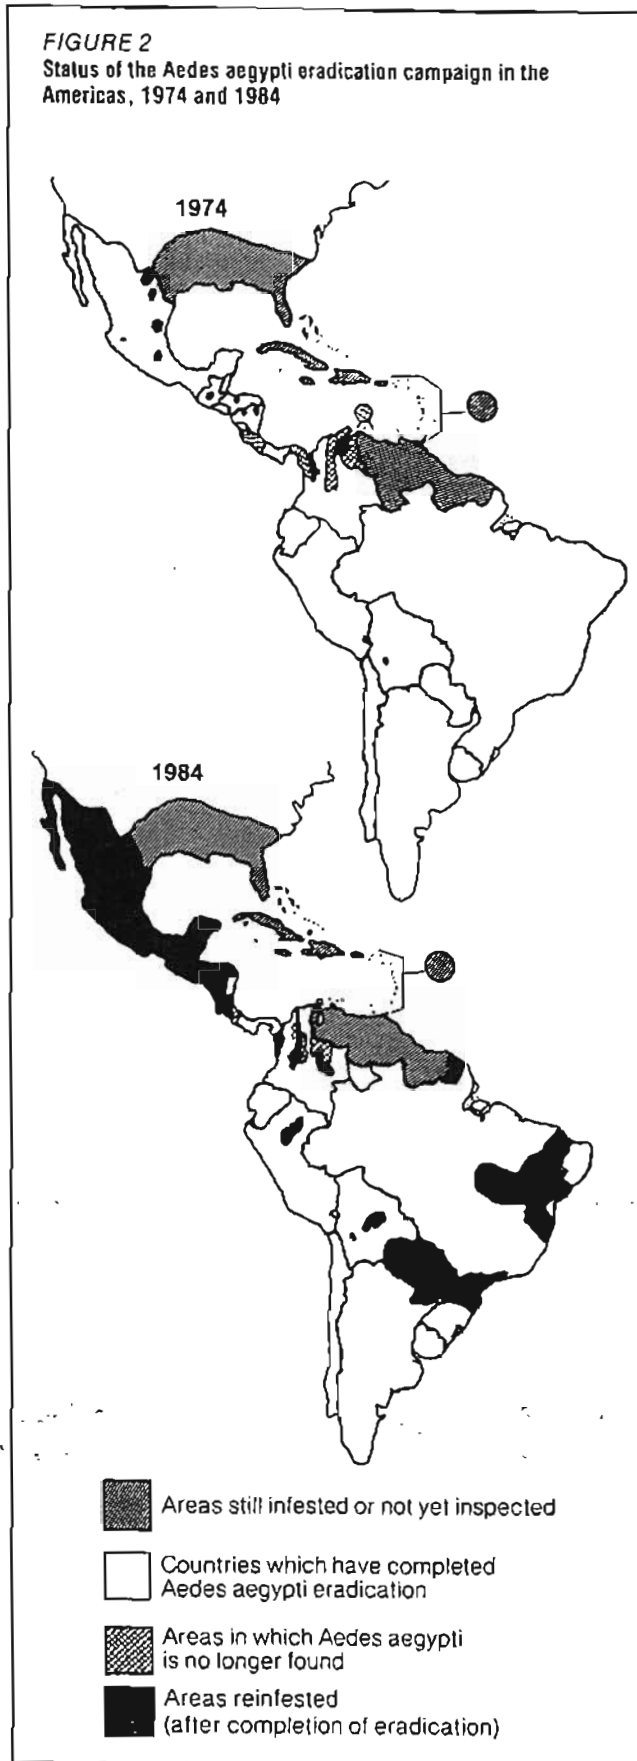 FIGURE 2
Status of the Aedes aegypti eradication campaign in the
Americas, 1974 and 1984
1974
1984
Areas still infested or not yet inspected
Countries which have completed
Aedes aegypti eradication
Areas in which Aedes aegypti
is no longer found
Areas reinfested
(after completion of eradication)